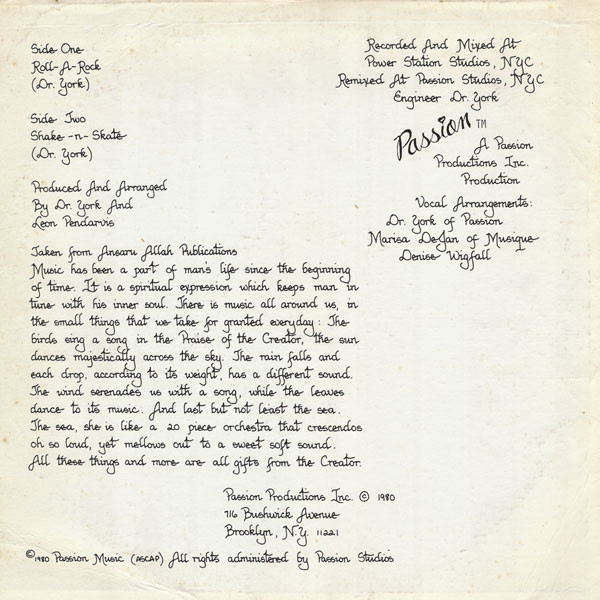 Side One
Roll-A-Rock
(Dr. York)
Side Two
Shake-n-Skate
(Dr. York)
Produced And Arranged
By Dr. York And
Leon Pendarvis
Recorded And Mixed At
Power Station Studios, NYC
Remixed At Passion Studios, NYC
Engineer Dr. York
Passion TM
A Passion
Productions Inc.
Production
Vocal Arrangements:
Dr. York of Passion
Marisa DeJan of Musique
Denise Wigfall
Taken from Ansaru Allah Publications
Music has been a part of man's life since the beginning
of time. It is a spiritual expression which keeps man in
tune with his inner soul. There is music all around us, in
the small things that we take for granted everyday: The
birds sing a song in the Praise of the Creator, the sun
dances majestically across the sky. The rain falls and
each drop, according to its weight, has a different sound.
The wind serenades us with a song, while the leaves
dance to its music. And last but not least the sea.
The sea, she is like a 20 piece orchestra that crescendos
oh so loud, yet mellows out to a sweet soft sound.
All these things and more are all gifts from the Creator.
Passion Productions Inc. © 1980
716 Bushwick Avenue
Brooklyn, N.Y. 11221
©1980 Passion Music (ASCAP) All rights administered by Passion Studios